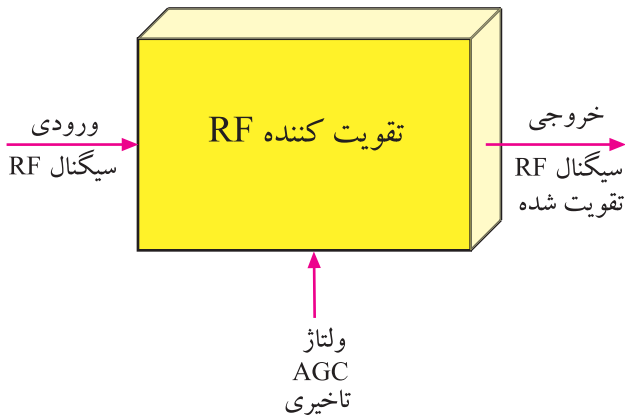 تقویت کننده RF
ورودی
سیگنال RF
خروجی
سیگنال RF
تقویت شده
ولتاژ
AGC
تاخیری